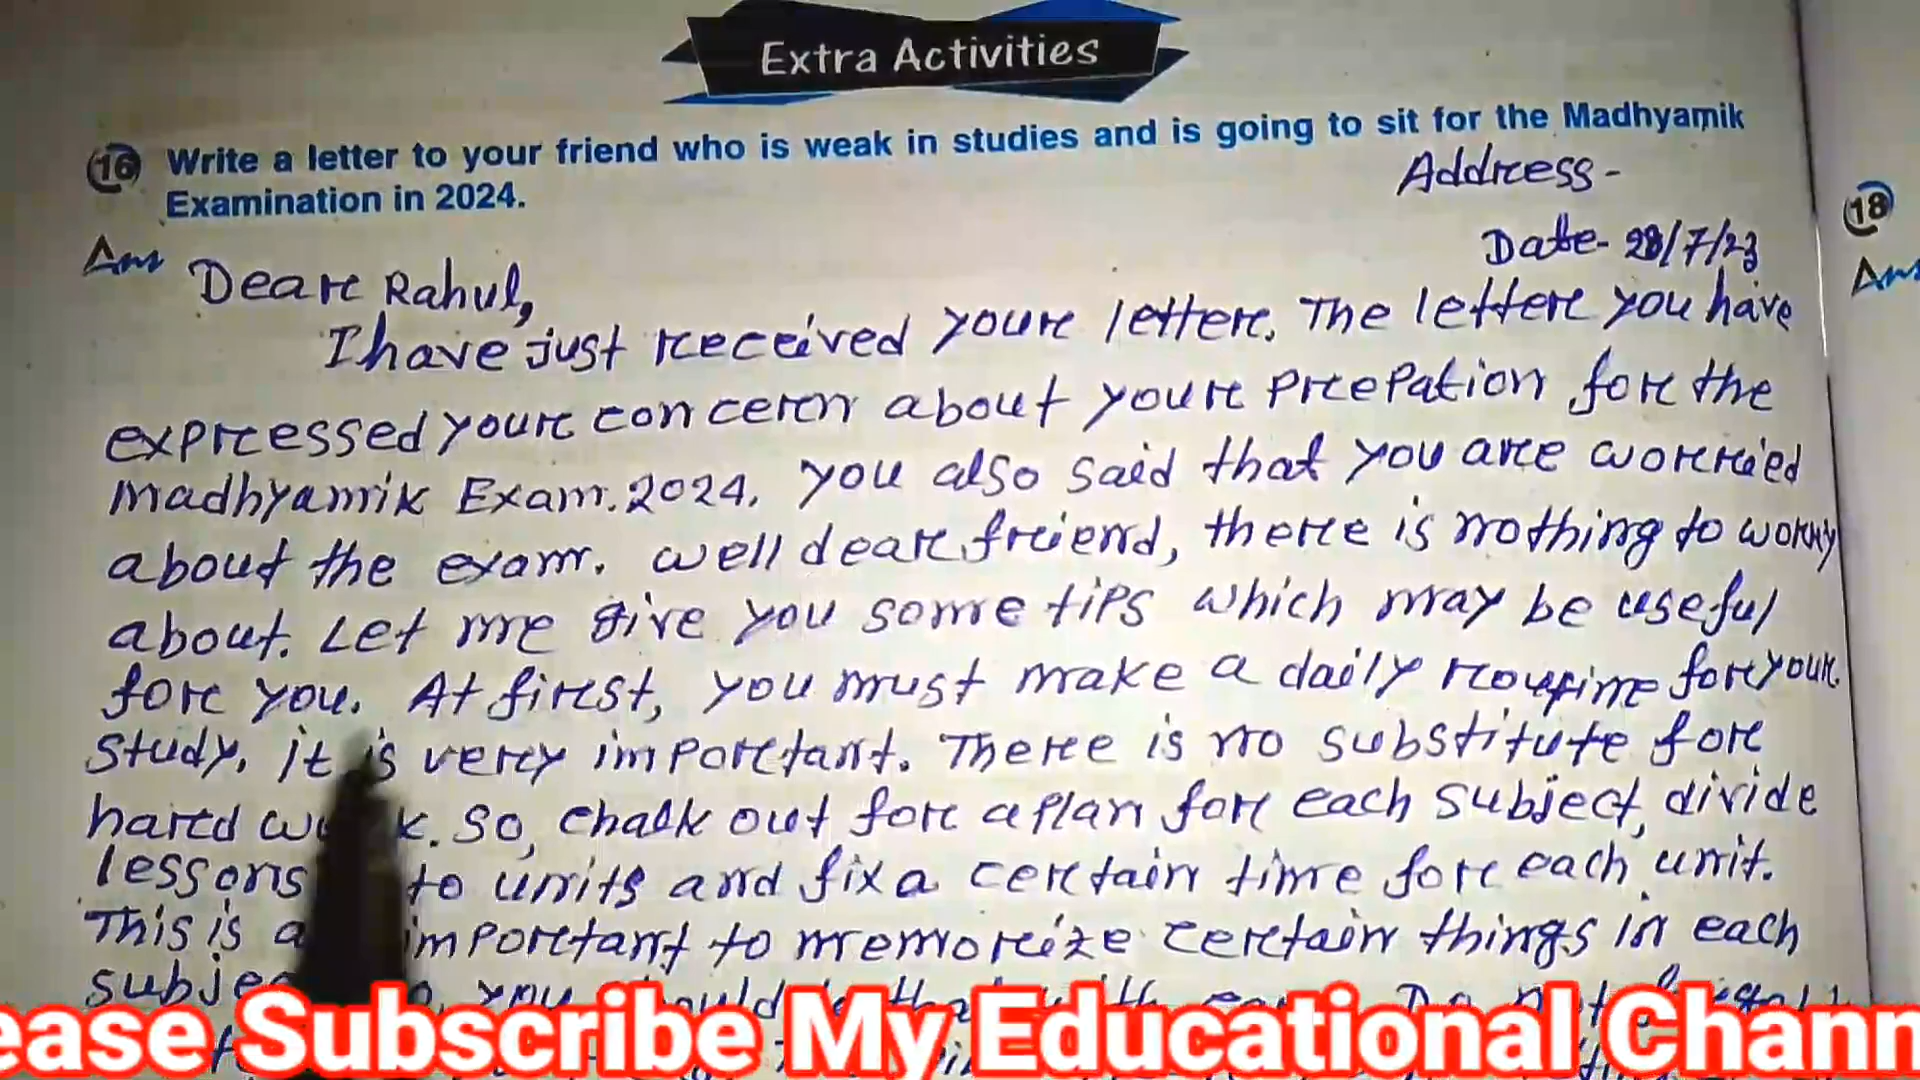 Extra Activities
16 Write a letter to your friend who is weak in studies and is going to sit for the Madhyamik
Examination in 2024.
Address -
Date- 28/7/23
18
Ans
Ans
Dear Rahul,
I have just received your letter. The letter you have
expressed your concern about your prepation for the
Madhyamik Exam. 2024. You also said that you are worried
about the exam. Well dear friend, there is nothing to worry
about. Let me give you some tips which may be useful
for you. At first, you must make a daily routine for your
study. it is very important. There is no substitute for
hard work. So, chalk out for a plan for each subject, divide
lessons to units and fix a certain time for each unit.
This is important to memorize certain things in each
you
ease Subscribe My Educational Chann